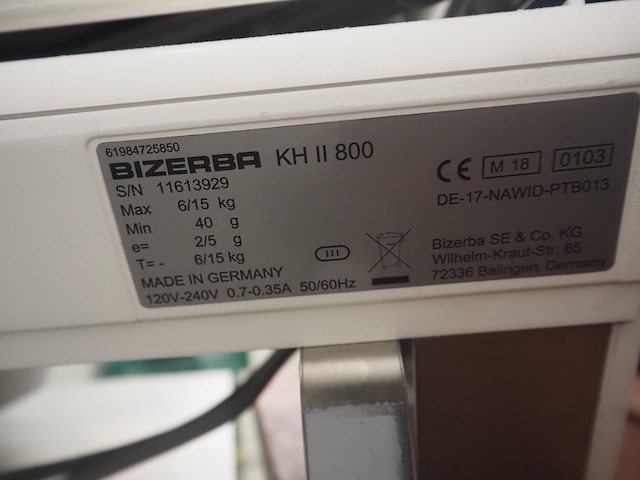 61984725850
BIZERBA KH II 800
S/N 11613929
Max 6/15 kg
Min 40 g
e= 2/5 g
T= - 6/15 kg
MADE IN GERMANY
120V-240V 0.7-0.35A 50/60Hz
III
CE M 18 0103
DE-17-NAWID-PTB013
Bizerba SE & Co. KG
Wilhelm-Kraut-Str. 65
72336 Balingen, Germany